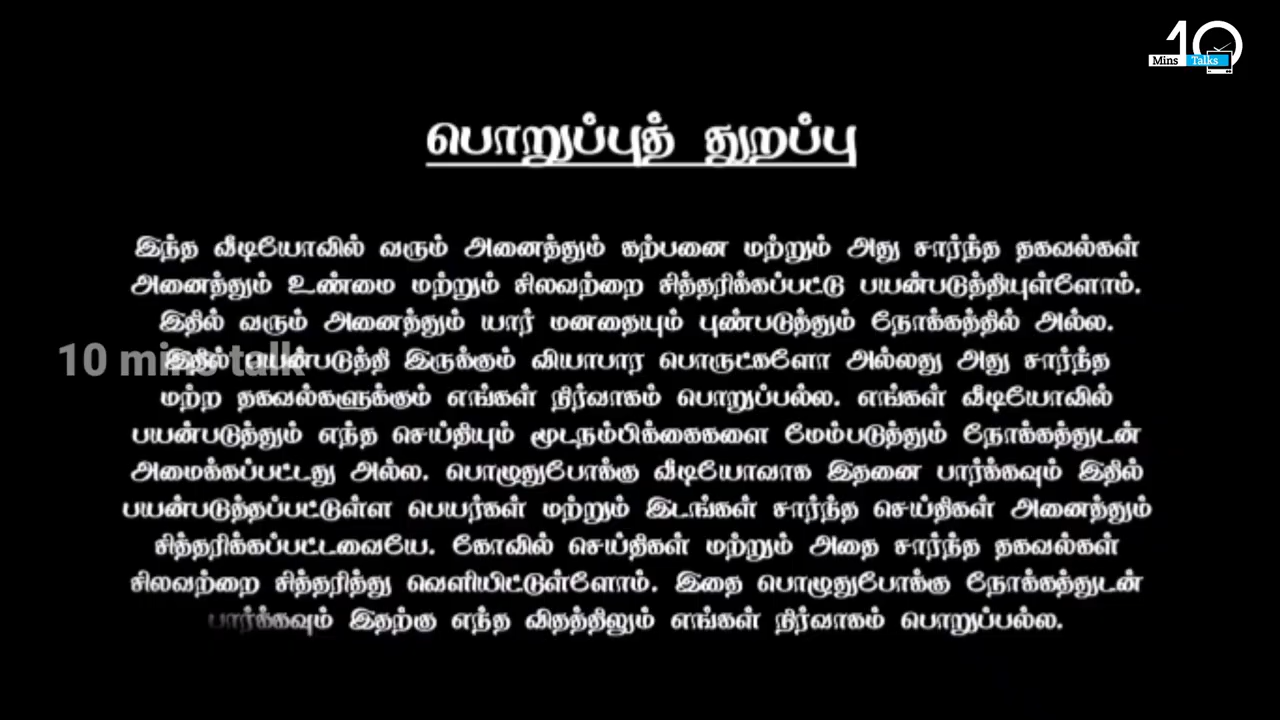 10
Mins Talks
பொறுப்புத் துறப்பு
இந்த வீடியோவில் வரும் அனைத்தும் கற்பனை மற்றும் அது சார்ந்த தகவல்கள்
அனைத்தும் உண்மை மற்றும் சிலவற்றை சித்தரிக்கப்பட்டு பயன்படுத்தியுள்ளோம்.
இதில் வரும் அனைத்தும் யார் மனதையும் புண்படுத்தும் நோக்கத்தில் அல்ல.
10 mins talk
இதில் பயன்படுத்தி இருக்கும் வியாபார பொருட்களோ அல்லது அது சார்ந்த
மற்ற தகவல்களுக்கும் எங்கள் நிர்வாகம் பொறுப்பல்ல. எங்கள் வீடியோவில்
பயன்படுத்தும் எந்த செய்தியும் மூடநம்பிக்கைகளை மேம்படுத்தும் நோக்கத்துடன்
அமைக்கப்பட்டது அல்ல. பொழுதுபோக்கு வீடியோவாக இதனை பார்க்கவும் இதில்
பயன்படுத்தப்பட்டுள்ள பெயர்கள் மற்றும் இடங்கள் சார்ந்த செய்திகள் அனைத்தும்
சித்தரிக்கப்பட்டவையே. கோவில் செய்திகள் மற்றும் அதை சார்ந்த தகவல்கள்
சிலவற்றை சித்தரித்து வெளியிட்டுள்ளோம். இதை பொழுதுபோக்கு நோக்கத்துடன்
பார்க்கவும் இதற்கு எந்த விதத்திலும் எங்கள் நிர்வாகம் பொறுப்பல்ல.